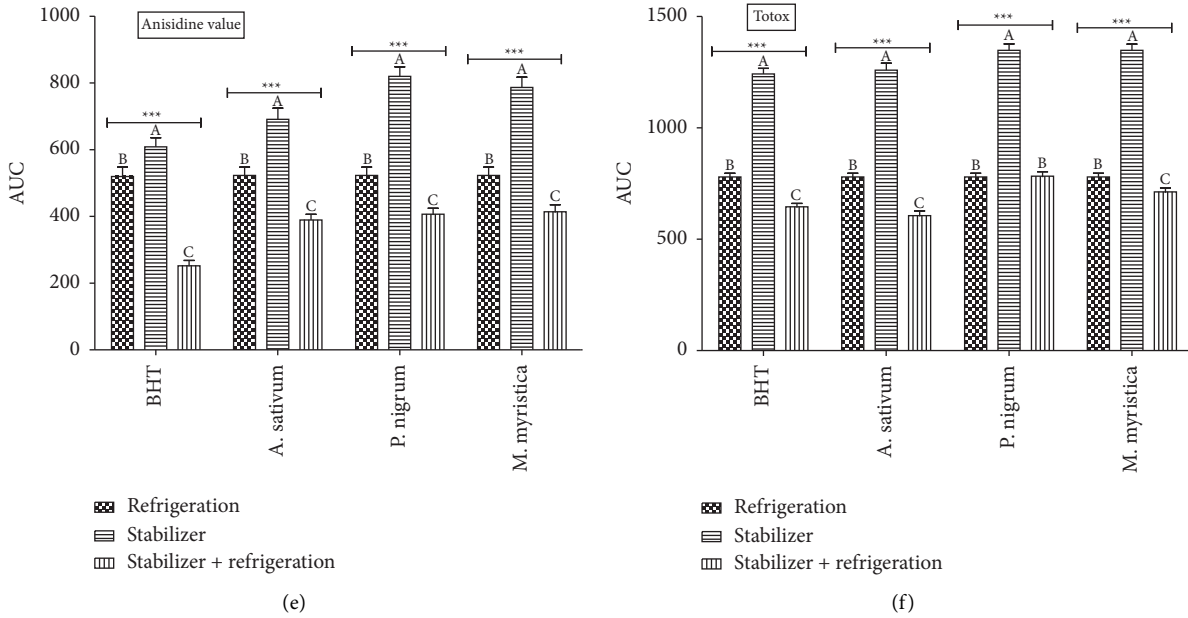 Anisidine value
AUC
1000
800
600
400
200
0
***
***
***
***
B
A
C
B
A
C
B
A
C
B
A
C
BHT
A. sativum
P. nigrum
M. myristica
Refrigeration
Stabilizer
Stabilizer + refrigeration
(e)
Totox
AUC
1500
1000
500
0
***
***
***
***
B
A
C
B
A
C
B
A
B
B
A
C
BHT
A. sativum
P. nigrum
M. myristica
Refrigeration
Stabilizer
Stabilizer + refrigeration
(f)